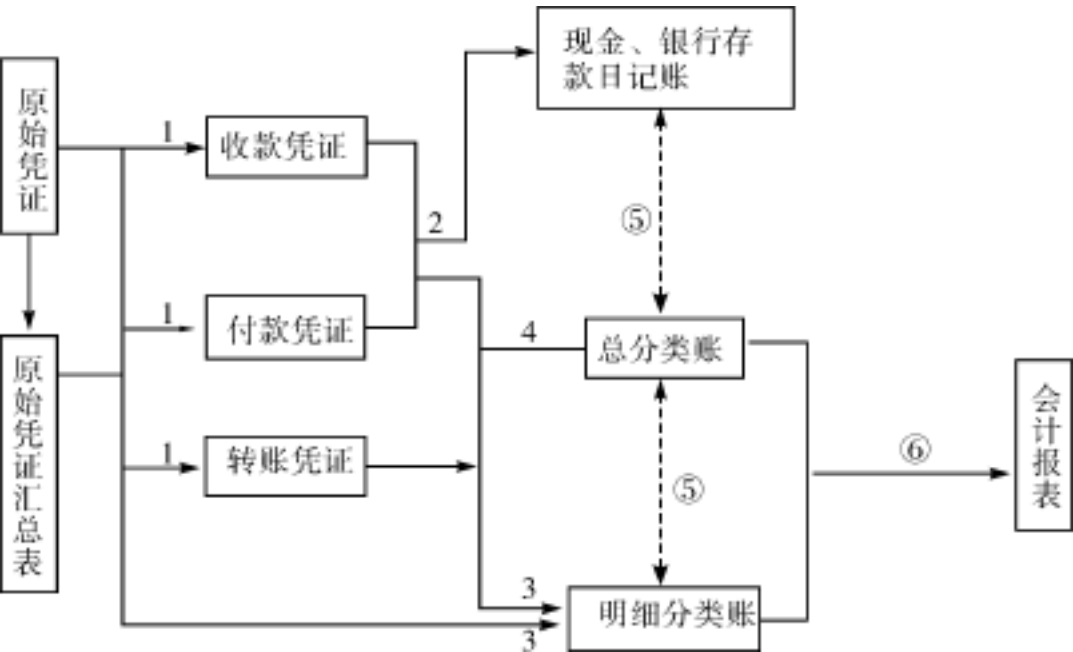 现金、银行存
款日记账
原始凭证
1
收款凭证
2
⑤
1
付款凭证
4
总分类账
原始凭证汇总表
1
转账凭证
⑤
⑥
会计报表
3
明细分类账
3